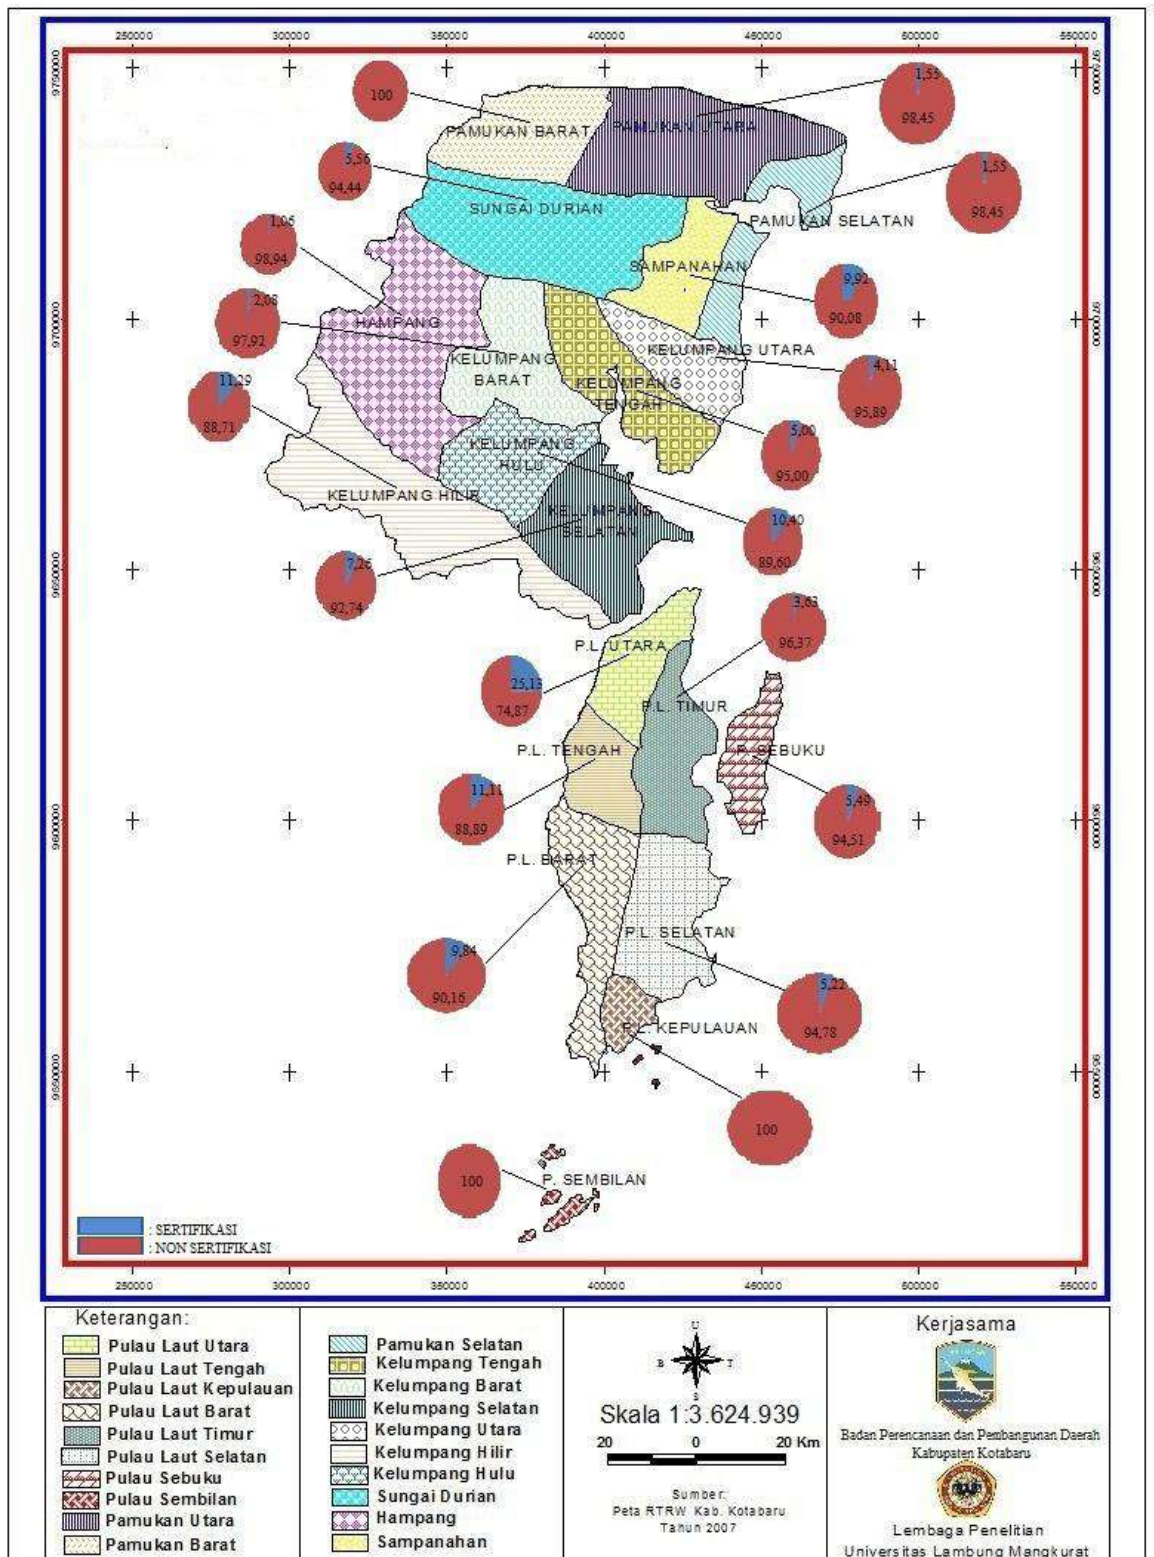 250000 300000 350000 400000 450000 500000 550000
100
1,55
98,45
PAMUKAN BARAT
PAMUKAN UTARA
5,56
94,44
1,55
98,45
SUNGAI DURIAN
PAMUKAN SELATAN
1,06
98,94
SAMPANAHAN
9,92
90,08
2,08
97,92
HAMPANG
KELUMPANG UTARA
KELUMPANG
BARAT
4,11
95,89
11,29
88,71
KELUMPANG
TENGAH
5,00
95,00
KELUMPANG
HULU
KELUMPANG HILIR
KELUMPANG
SELATAN
10,40
89,60
7,26
92,74
3,63
96,37
P.L. UTARA
25,13
74,87
P.L. TIMUR
P.L. TENGAH
P. SEBUKU
11,11
88,89
5,49
94,51
P.L. BARAT
P.L. SELATAN
9,84
90,16
5,22
94,78
P.L. KEPULAUAN
100
100
P. SEMBILAN
: SERTIFIKASI
: NON SERTIFIKASI
250000 300000 350000 400000 450000 500000 550000
Keterangan:
Pulau Laut Utara
Pulau Laut Tengah
Pulau Laut Kepulauan
Pulau Laut Barat
Pulau Laut Timur
Pulau Laut Selatan
Pulau Sebuku
Pulau Sembilan
Pamukan Utara
Pamukan Barat
Pamukan Selatan
Kelumpang Tengah
Kelumpang Barat
Kelumpang Selatan
Kelumpang Utara
Kelumpang Hilir
Kelumpang Hulu
Sungai Durian
Hampang
Sampanahan
U
B T
S
Skala 1:3.624.939
20 0 20 Km
Sumber:
Peta RTRW Kab. Kotabaru
Tahun 2007
Kerjasama
Badan Perencanaan dan Pembangunan Daerah
Kabupaten Kotabaru
Lembaga Penelitian
Universitas Lambung Mangkurat